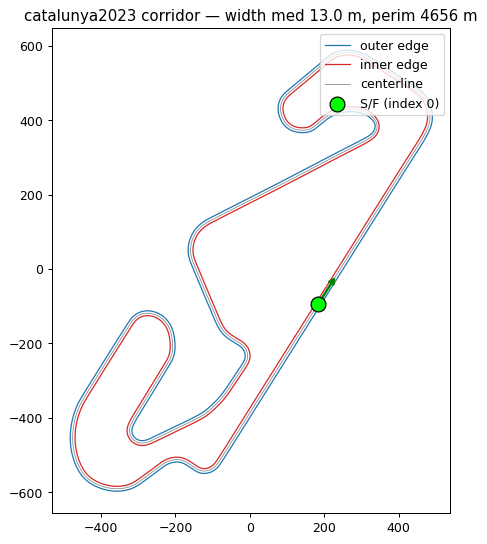 catalunya2023 corridor — width med 13.0 m, perim 4656 m
outer edge
inner edge
centerline
S/F (index 0)
600
400
200
0
−200
−400
−600
−400 −200 0 200 400